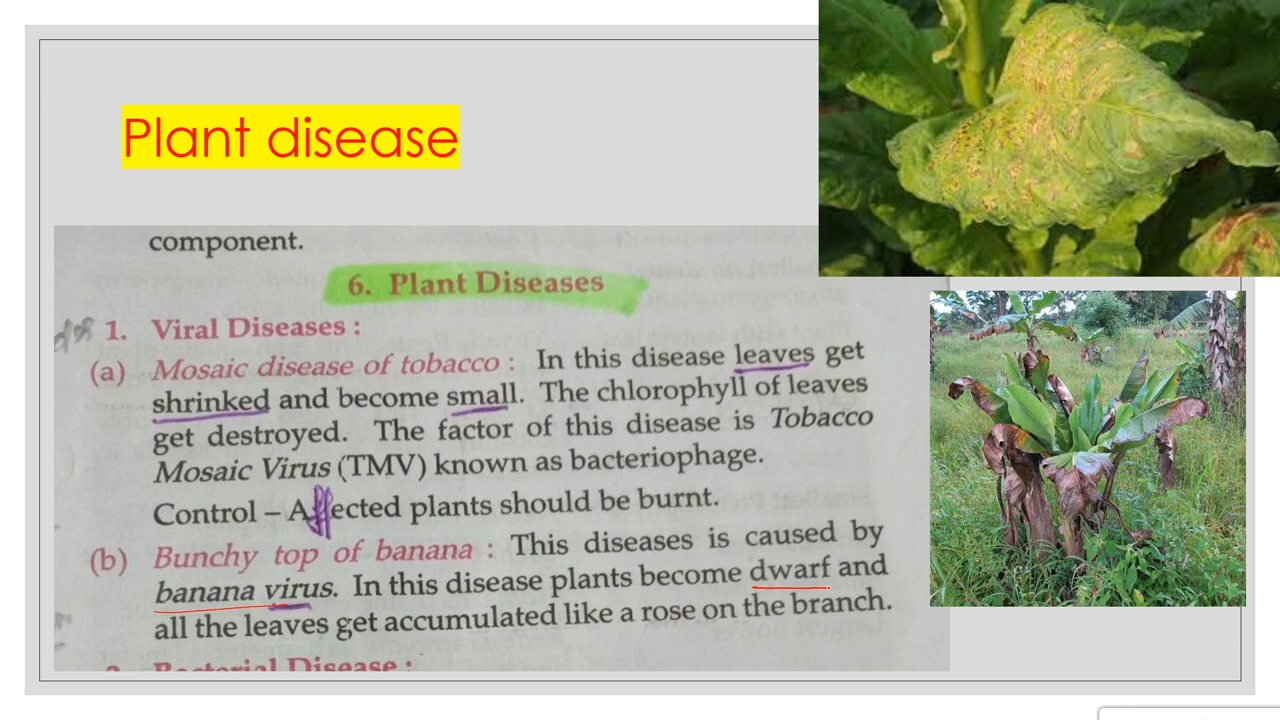 Plant disease
component.
6. Plant Diseases
1. Viral Diseases :
(a) Mosaic disease of tobacco : In this disease leaves get
shrinked and become small. The chlorophyll of leaves
get destroyed. The factor of this disease is Tobacco
Mosaic Virus (TMV) known as bacteriophage.
Control – Affected plants should be burnt.
(b) Bunchy top of banana : This diseases is caused by
banana virus. In this disease plants become dwarf and
all the leaves get accumulated like a rose on the branch.
Bacterial Disease :